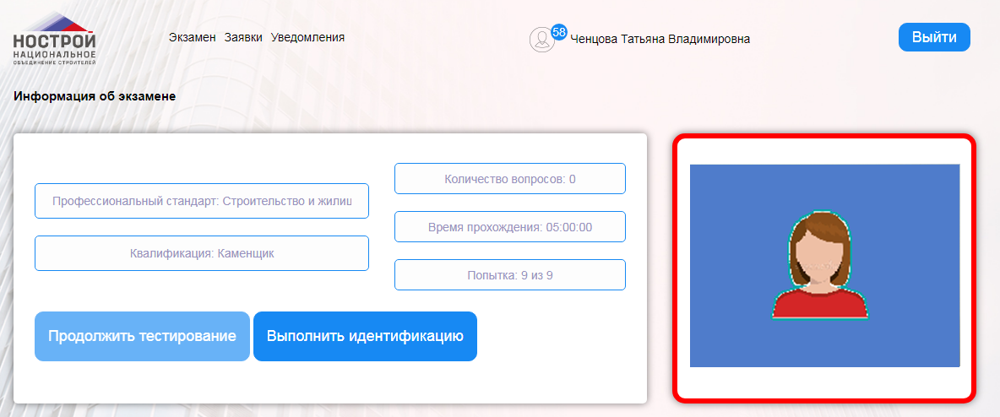 НОСТРОЙ
НАЦИОНАЛЬНОЕ
ОБЪЕДИНЕНИЕ СТРОИТЕЛЕЙ
Экзамен Заявки Уведомления
58
Ченцова Татьяна Владимировна
Выйти
Информация об экзамене
Профессиональный стандарт: Строительство и жилищ
Квалификация: Каменщик
Количество вопросов: 0
Время прохождения: 05:00:00
Попытка: 9 из 9
Продолжить тестирование
Выполнить идентификацию